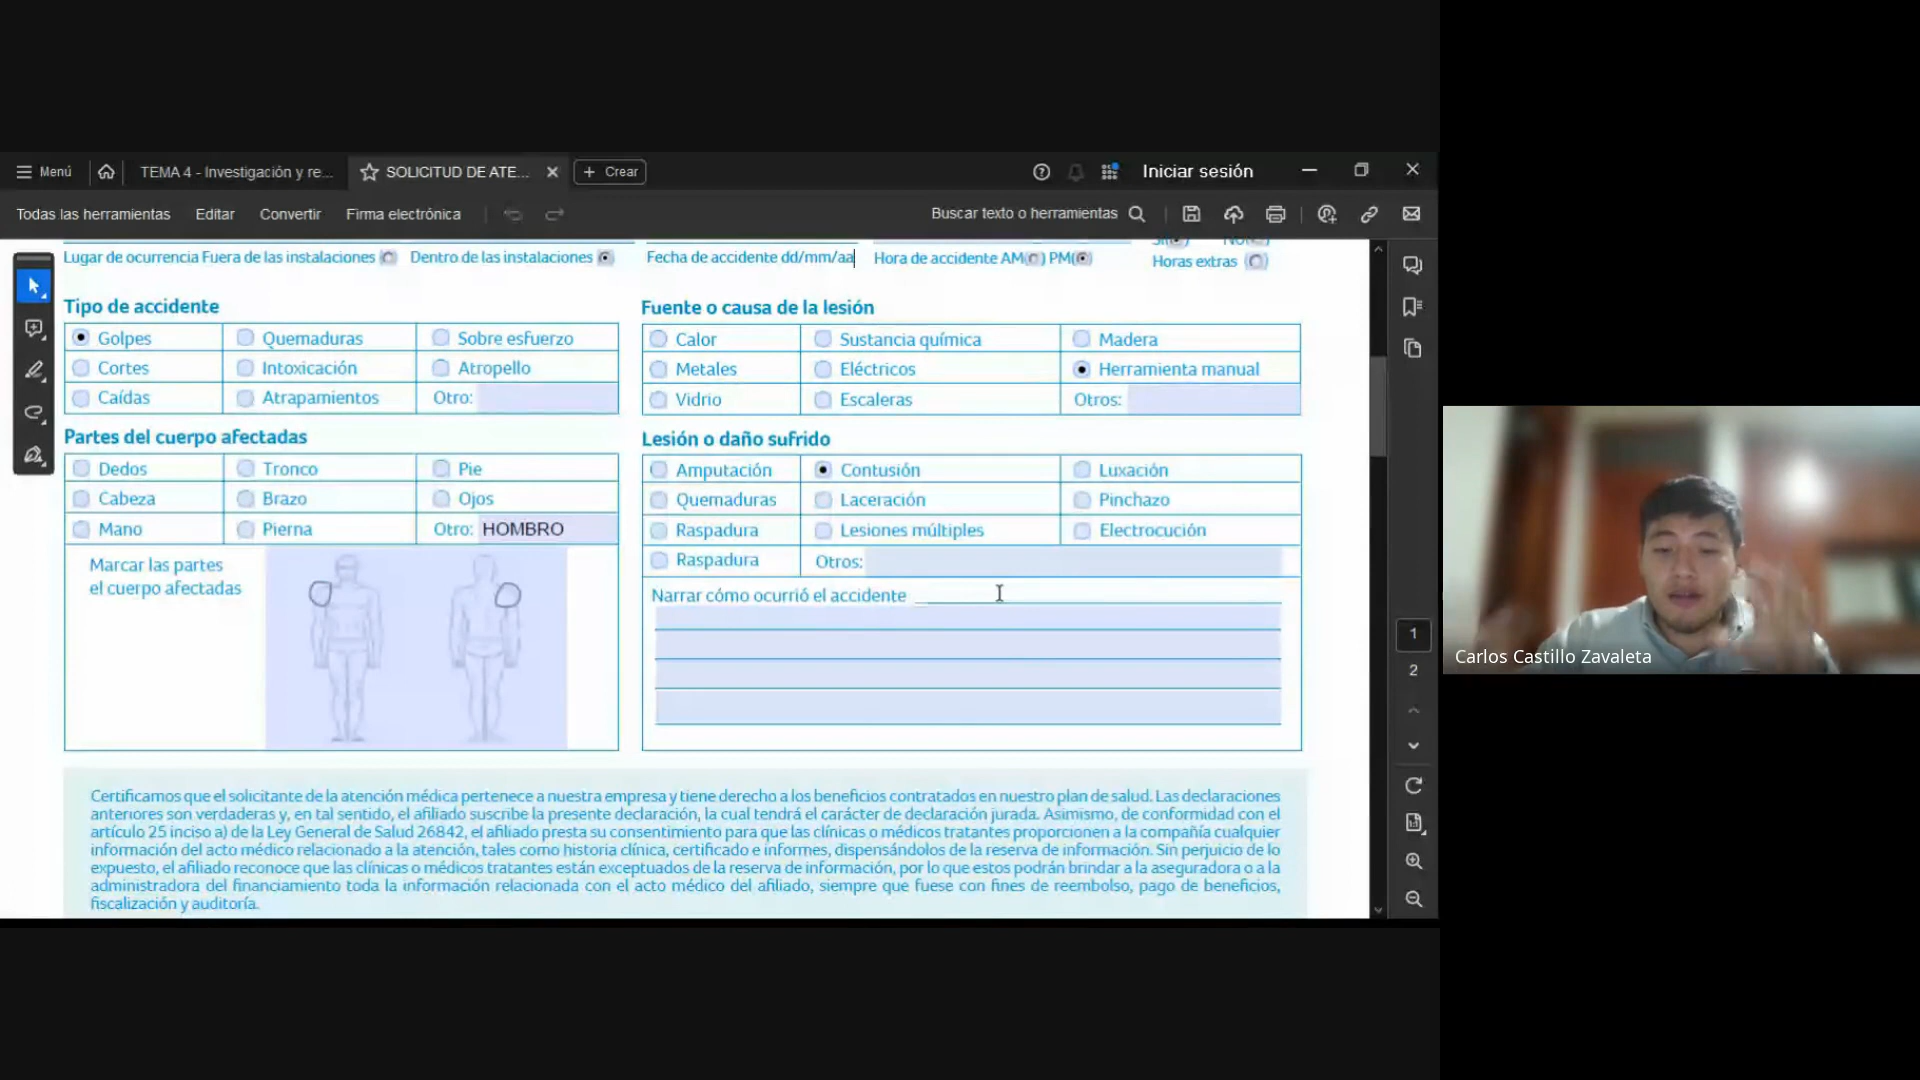 Menú
TEMA 4 - Investigación y re...
SOLICITUD DE ATE...
Crear
Iniciar sesión
Todas las herramientas
Editar
Convertir
Firma electrónica
Buscar texto o herramientas
Lugar de ocurrencia Fuera de las instalaciones
Dentro de las instalaciones
Fecha de accidente dd/mm/aa
Hora de accidente AM( ) PM( )
Horas extras ( )
Tipo de accidente
Golpes
Quemaduras
Sobre esfuerzo
Cortes
Intoxicación
Atropello
Caídas
Atrapamientos
Otro:
Fuente o causa de la lesión
Calor
Sustancia química
Madera
Metales
Eléctricos
Herramienta manual
Vidrio
Escaleras
Otros:
Partes del cuerpo afectadas
Dedos
Tronco
Pie
Cabeza
Brazo
Ojos
Mano
Pierna
Otro: HOMBRO
Marcar las partes
el cuerpo afectadas
Lesión o daño sufrido
Amputación
Contusión
Luxación
Quemaduras
Laceración
Pinchazo
Raspadura
Lesiones múltiples
Electrocución
Raspadura
Otros:
Narrar cómo ocurrió el accidente
Certificamos que el solicitante de la atención médica pertenece a nuestra empresa y tiene derecho a los beneficios contratados en nuestro plan de salud. Las declaraciones
anteriores son verdaderas y, en tal sentido, el afiliado suscribe la presente declaración, la cual tendrá el carácter de declaración jurada. Asimismo, de conformidad con el
artículo 25 inciso a) de la Ley General de Salud 26842, el afiliado presta su consentimiento para que las clínicas o médicos tratantes proporcionen a la compañía cualquier
información del acto médico relacionado a la atención, tales como historia clínica, certificado e informes, dispensándolos de la reserva de información. Sin perjuicio de lo
expuesto, el afiliado reconoce que las clínicas o médicos tratantes están exceptuados de la reserva de información, por lo que estos podrán brindar a la aseguradora o a la
administradora del financiamiento toda la información relacionada con el acto médico del afiliado, siempre que fuese con fines de reembolso, pago de beneficios,
fiscalización y auditoría.
1
2
Carlos Castillo Zavaleta